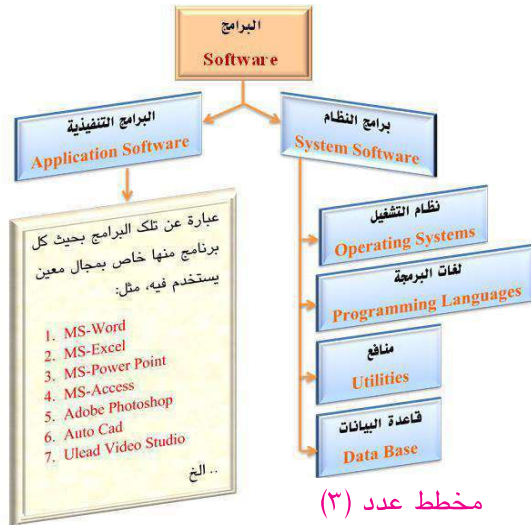 البرامج
Software
البرامج التنفيذية
Application Software
برامج النظام
System Software
عبارة عن تلك البرامج بحيث كل
برنامج منها خاص بمجال معين
يستخدم فيه، مثل:
1. MS-Word
2. MS-Excel
3. MS-Power Point
4. MS-Access
5. Adobe Photoshop
6. Auto Cad
7. Ulead Video Studio
.. الخ
نظام التشغيل
Operating Systems
لغات البرمجة
Programming Languages
منافع
Utilities
قاعدة البيانات
Data Base
مخطط عدد (٣)